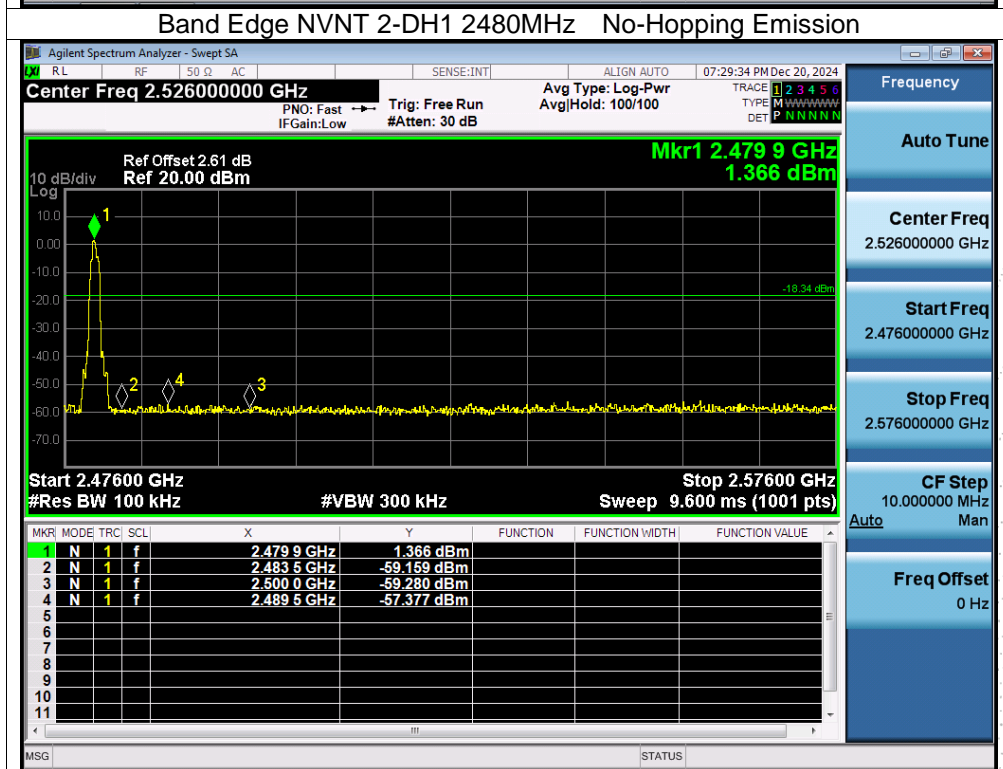 Band Edge NVNT 2-DH1 2480MHz No-Hopping Emission
Agilent Spectrum Analyzer - Swept SA
LXI RL RF 50 Ω AC SENSE:INT ALIGN AUTO 07:29:34 PM Dec 20, 2024
Center Freq 2.526000000 GHz
PNO: Fast
IFGain:Low
Trig: Free Run
#Atten: 30 dB
Avg Type: Log-Pwr
Avg|Hold: 100/100
TRACE 1 2 3 4 5 6
TYPE M WWWWW
DET P N N N N N
Frequency
Auto Tune
Center Freq
2.526000000 GHz
Start Freq
2.476000000 GHz
Stop Freq
2.576000000 GHz
CF Step
10.000000 MHz
Auto Man
Freq Offset
0 Hz
Mkr1 2.479 9 GHz
1.366 dBm
Ref Offset 2.61 dB
10 dB/div Ref 20.00 dBm
Log
10.0
0.00
-10.0
-20.0
-30.0
-40.0
-50.0
-60.0
-70.0
1
-18.34 dBm
2
4
3
Start 2.47600 GHz Stop 2.57600 GHz
#Res BW 100 kHz #VBW 300 kHz Sweep 9.600 ms (1001 pts)
MKR MODE TRC SCL X Y FUNCTION FUNCTION WIDTH FUNCTION VALUE
1 N 1 f 2.479 9 GHz 1.366 dBm
2 N 1 f 2.483 5 GHz -59.159 dBm
3 N 1 f 2.500 0 GHz -59.280 dBm
4 N 1 f 2.489 5 GHz -57.377 dBm
5
6
7
8
9
10
11
MSG STATUS